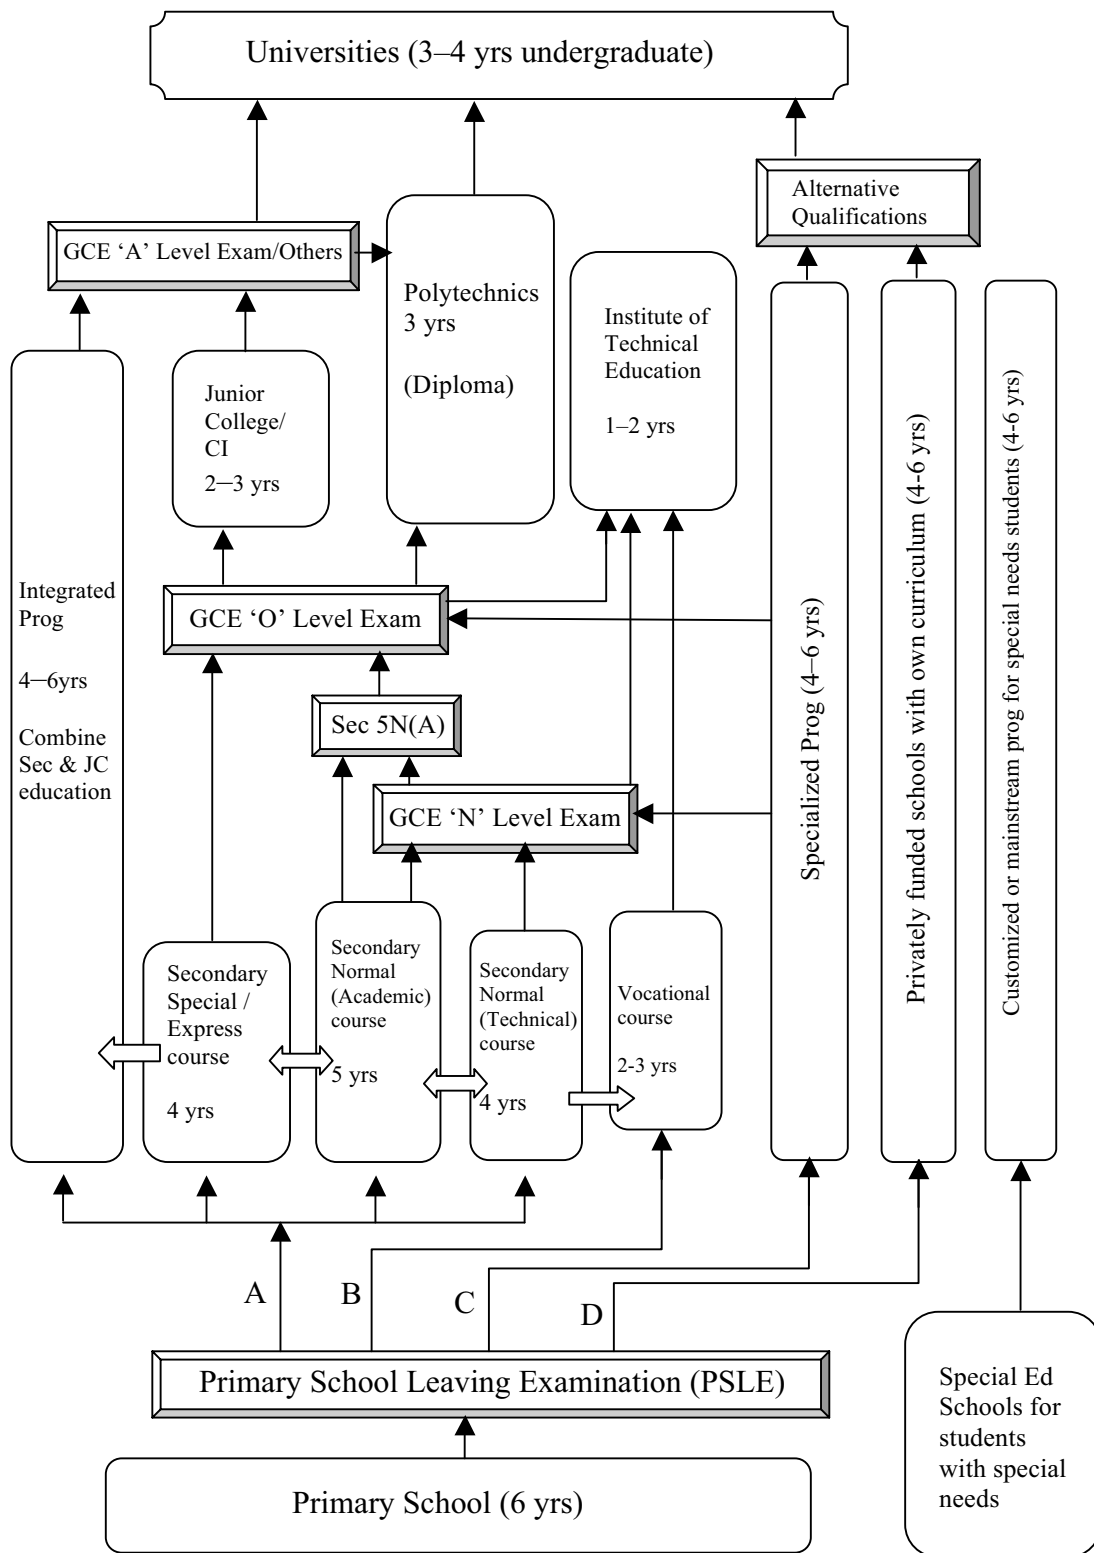 Universities (3–4 yrs undergraduate)
Alternative
Qualifications
GCE ‘A’ Level Exam/Others
Polytechnics
3 yrs
(Diploma)
Institute of
Technical
Education
1–2 yrs
Junior
College/
CI
2–3 yrs
Integrated
Prog
4–6yrs
Combine
Sec & JC
education
GCE ‘O’ Level Exam
Sec 5N(A)
GCE ‘N’ Level Exam
Specialized Prog (4–6 yrs)
Privately funded schools with own curriculum (4-6 yrs)
Customized or mainstream prog for special needs students (4-6 yrs)
Secondary
Special /
Express
course
4 yrs
Secondary
Normal
(Academic)
course
5 yrs
Secondary
Normal
(Technical)
course
4 yrs
Vocational
course
2-3 yrs
A
B
C
D
Primary School Leaving Examination (PSLE)
Primary School (6 yrs)
Special Ed
Schools for
students
with special
needs